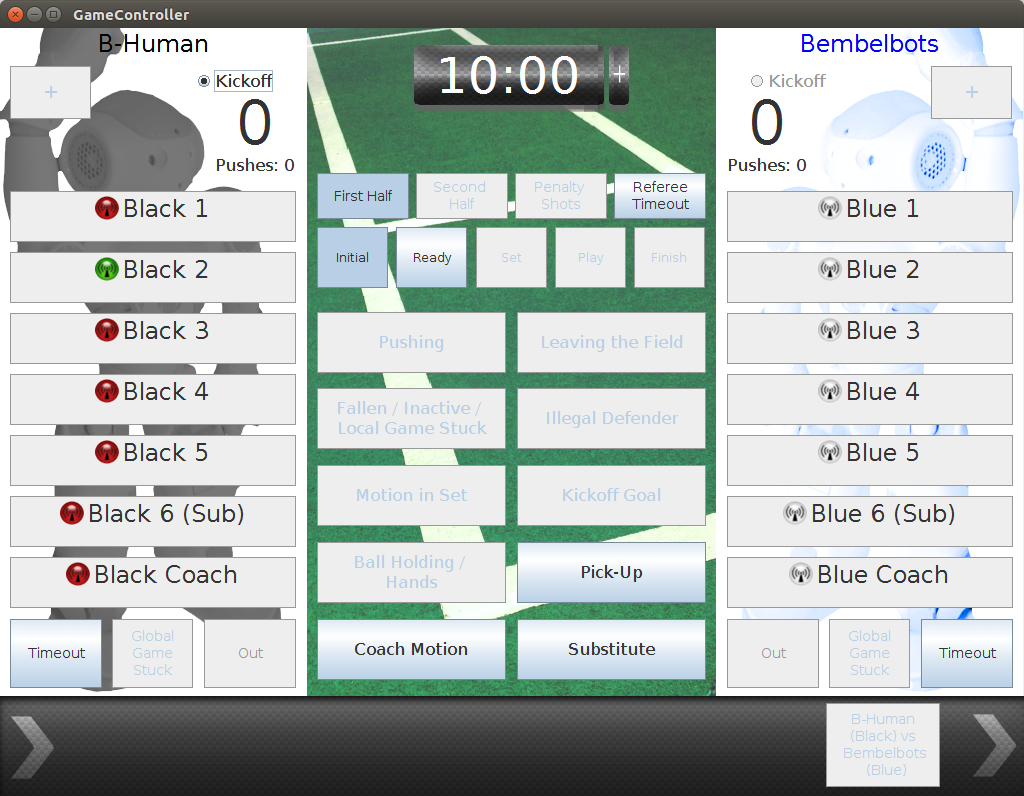 GameController
B-Human
+
Kickoff
0
Pushes: 0
Black 1
Black 2
Black 3
Black 4
Black 5
Black 6 (Sub)
Black Coach
Timeout
Global
Game
Stuck
Out
10:00
+
First Half
Second
Half
Penalty
Shots
Referee
Timeout
Initial
Ready
Set
Play
Finish
Pushing
Leaving the Field
Fallen / Inactive /
Local Game Stuck
Illegal Defender
Motion in Set
Kickoff Goal
Ball Holding /
Hands
Pick-Up
Coach Motion
Substitute
Bembelbots
Kickoff
+
0
Pushes: 0
Blue 1
Blue 2
Blue 3
Blue 4
Blue 5
Blue 6 (Sub)
Blue Coach
Out
Global
Game
Stuck
Timeout
B-Human
(Black) vs
Bembelbots
(Blue)